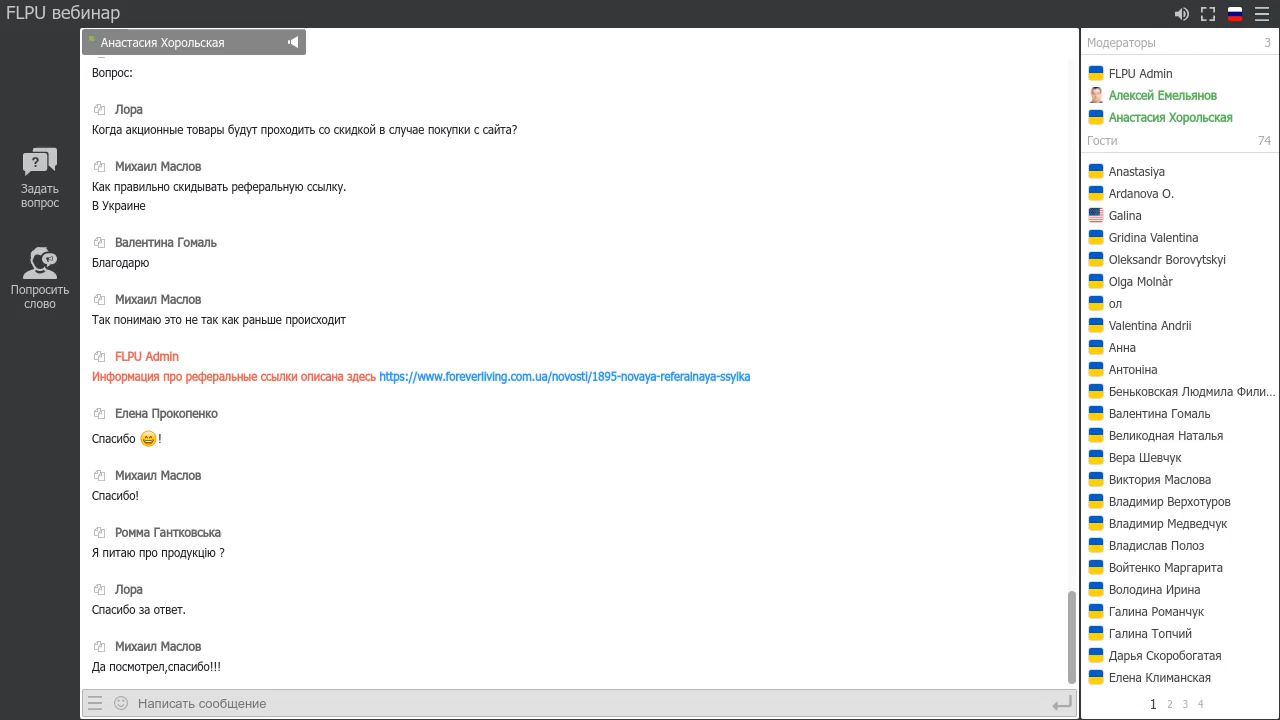 FLPU вебинар
Задать
вопрос
Попросить
слово
Анастасия Хорольская
Вопрос:
Лора
Когда акционные товары будут проходить со скидкой в случае покупки с сайта?
Михаил Маслов
Как правильно скидывать реферальную ссылку.
В Украине
Валентина Гомаль
Благодарю
Михаил Маслов
Так понимаю это не так как раньше происходит
FLPU Admin
Информация про реферальные ссылки описана здесь https://www.foreverliving.com.ua/novosti/1895-novaya-referalnaya-ssylka
Елена Прокопенко
Спасибо 😄!
Михаил Маслов
Спасибо!
Ромма Гантковська
Я питаю про продукцію ?
Лора
Спасибо за ответ.
Михаил Маслов
Да посмотрел,спасибо!!!
Написать сообщение
Модераторы 3
FLPU Admin
Алексей Емельянов
Анастасия Хорольская
Гости 74
Anastasiya
Ardanova O.
Galina
Gridina Valentina
Oleksandr Borovytskyi
Olga Molnàr
ол
Valentina Andrii
Анна
Антоніна
Беньковская Людмила Фили...
Валентина Гомаль
Великодная Наталья
Вера Шевчук
Виктория Маслова
Владимир Верхотуров
Владимир Медведчук
Владислав Полоз
Войтенко Маргарита
Володина Ирина
Галина Романчук
Галина Топчий
Дарья Скоробогатая
Елена Климанская
1 2 3 4